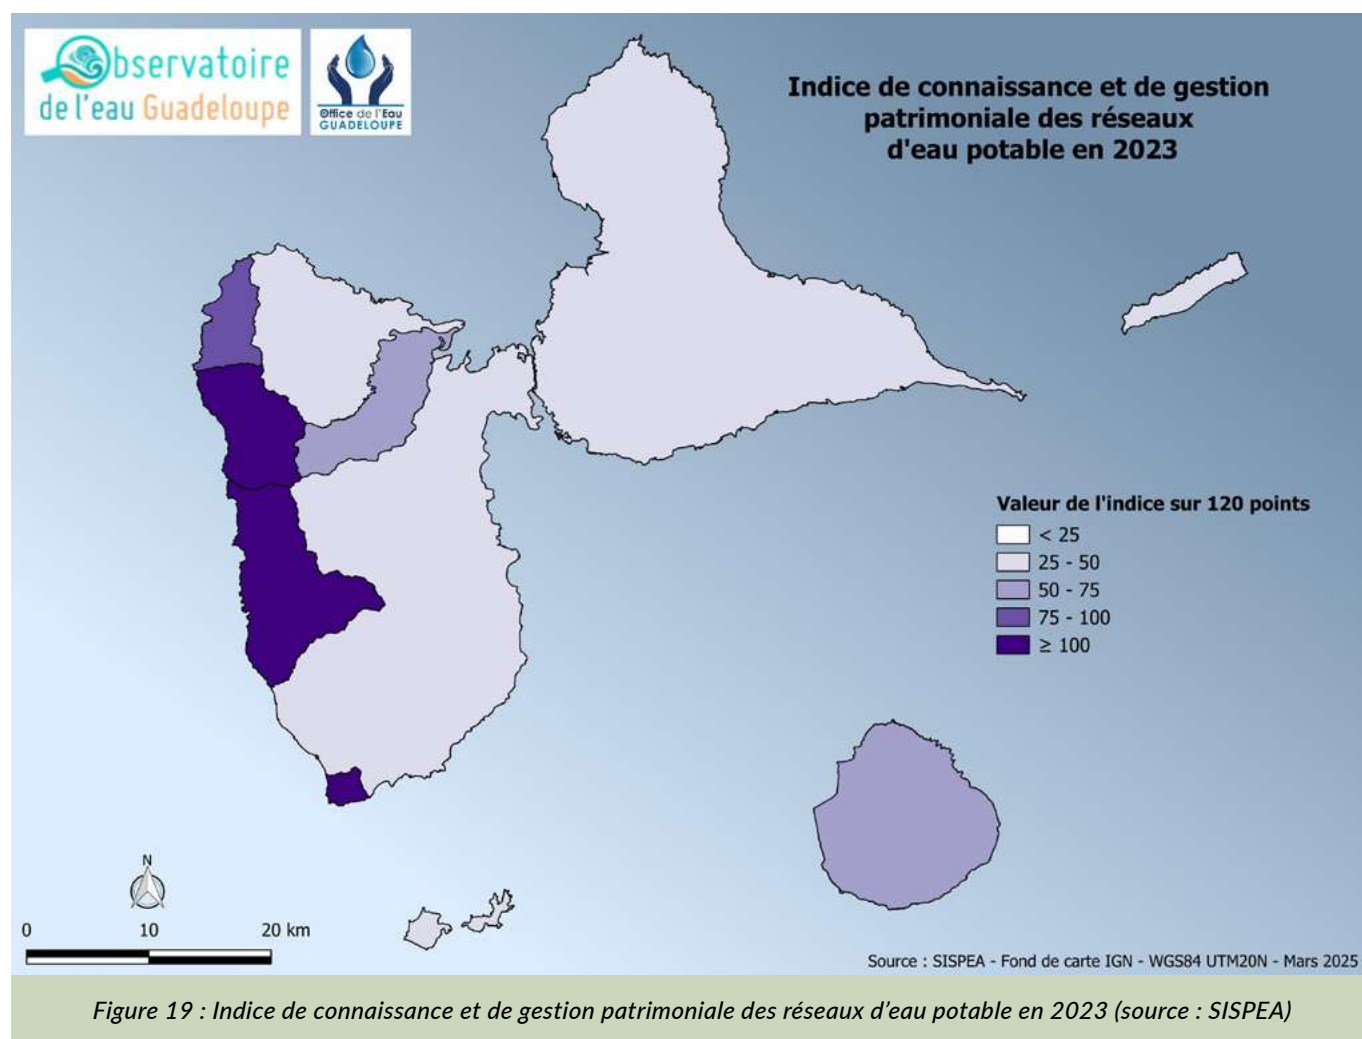 Observatoire
de l'eau Guadeloupe
Office de l'Eau
GUADELOUPE
Indice de connaissance et de gestion
patrimoniale des réseaux
d'eau potable en 2023
Valeur de l'indice sur 120 points
< 25
25 - 50
50 - 75
75 - 100
≥ 100
N
0 10 20 km
Source : SISPEA - Fond de carte IGN - WGS84 UTM20N - Mars 2025
Figure 19 : Indice de connaissance et de gestion patrimoniale des réseaux d'eau potable en 2023 (source : SISPEA)